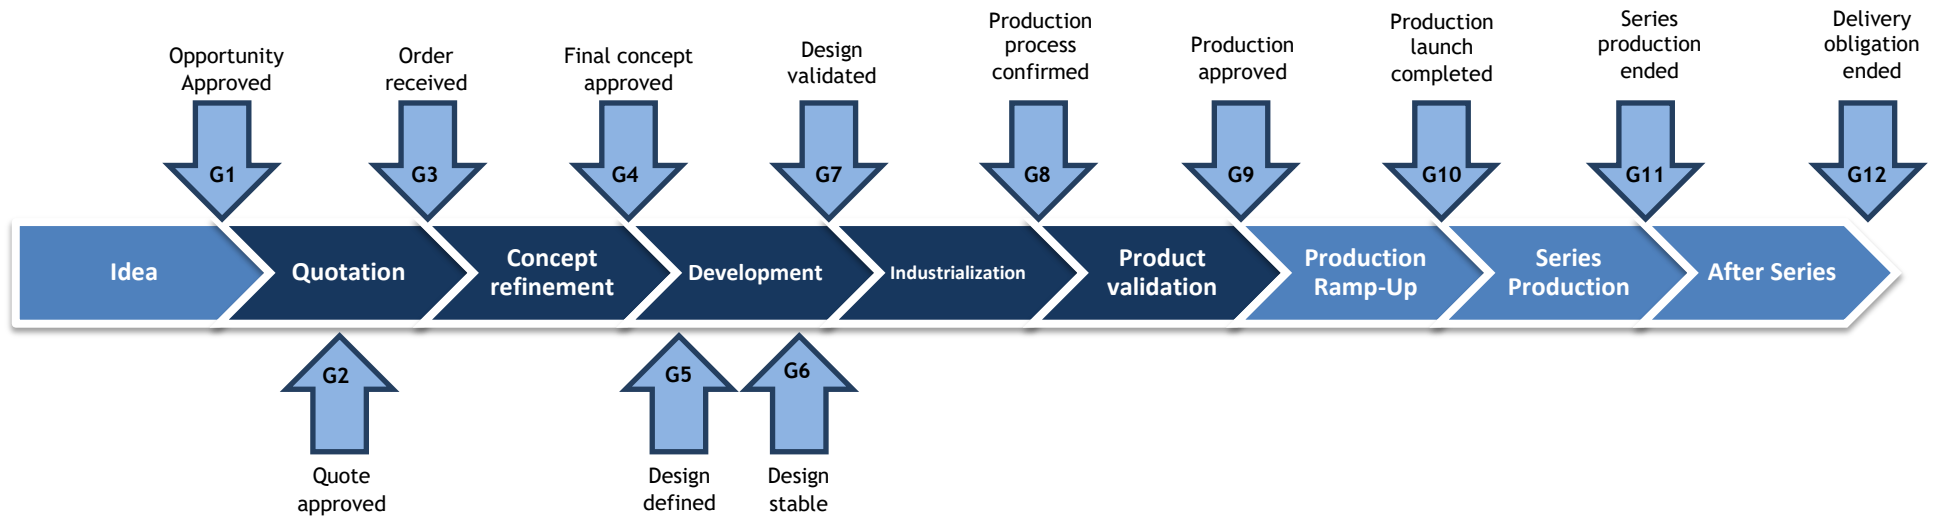 Opportunity
Approved
Order
received
Final concept
approved
Design
validated
Production
process
confirmed
Production
approved
Production
launch
completed
Series
production
ended
Delivery
obligation
ended
G1
G3
G4
G7
G8
G9
G10
G11
G12
Idea
Quotation
Concept
refinement
Development
Industrialization
Product
validation
Production
Ramp-Up
Series
Production
After Series
G2
G5
G6
Quote
approved
Design
defined
Design
stable